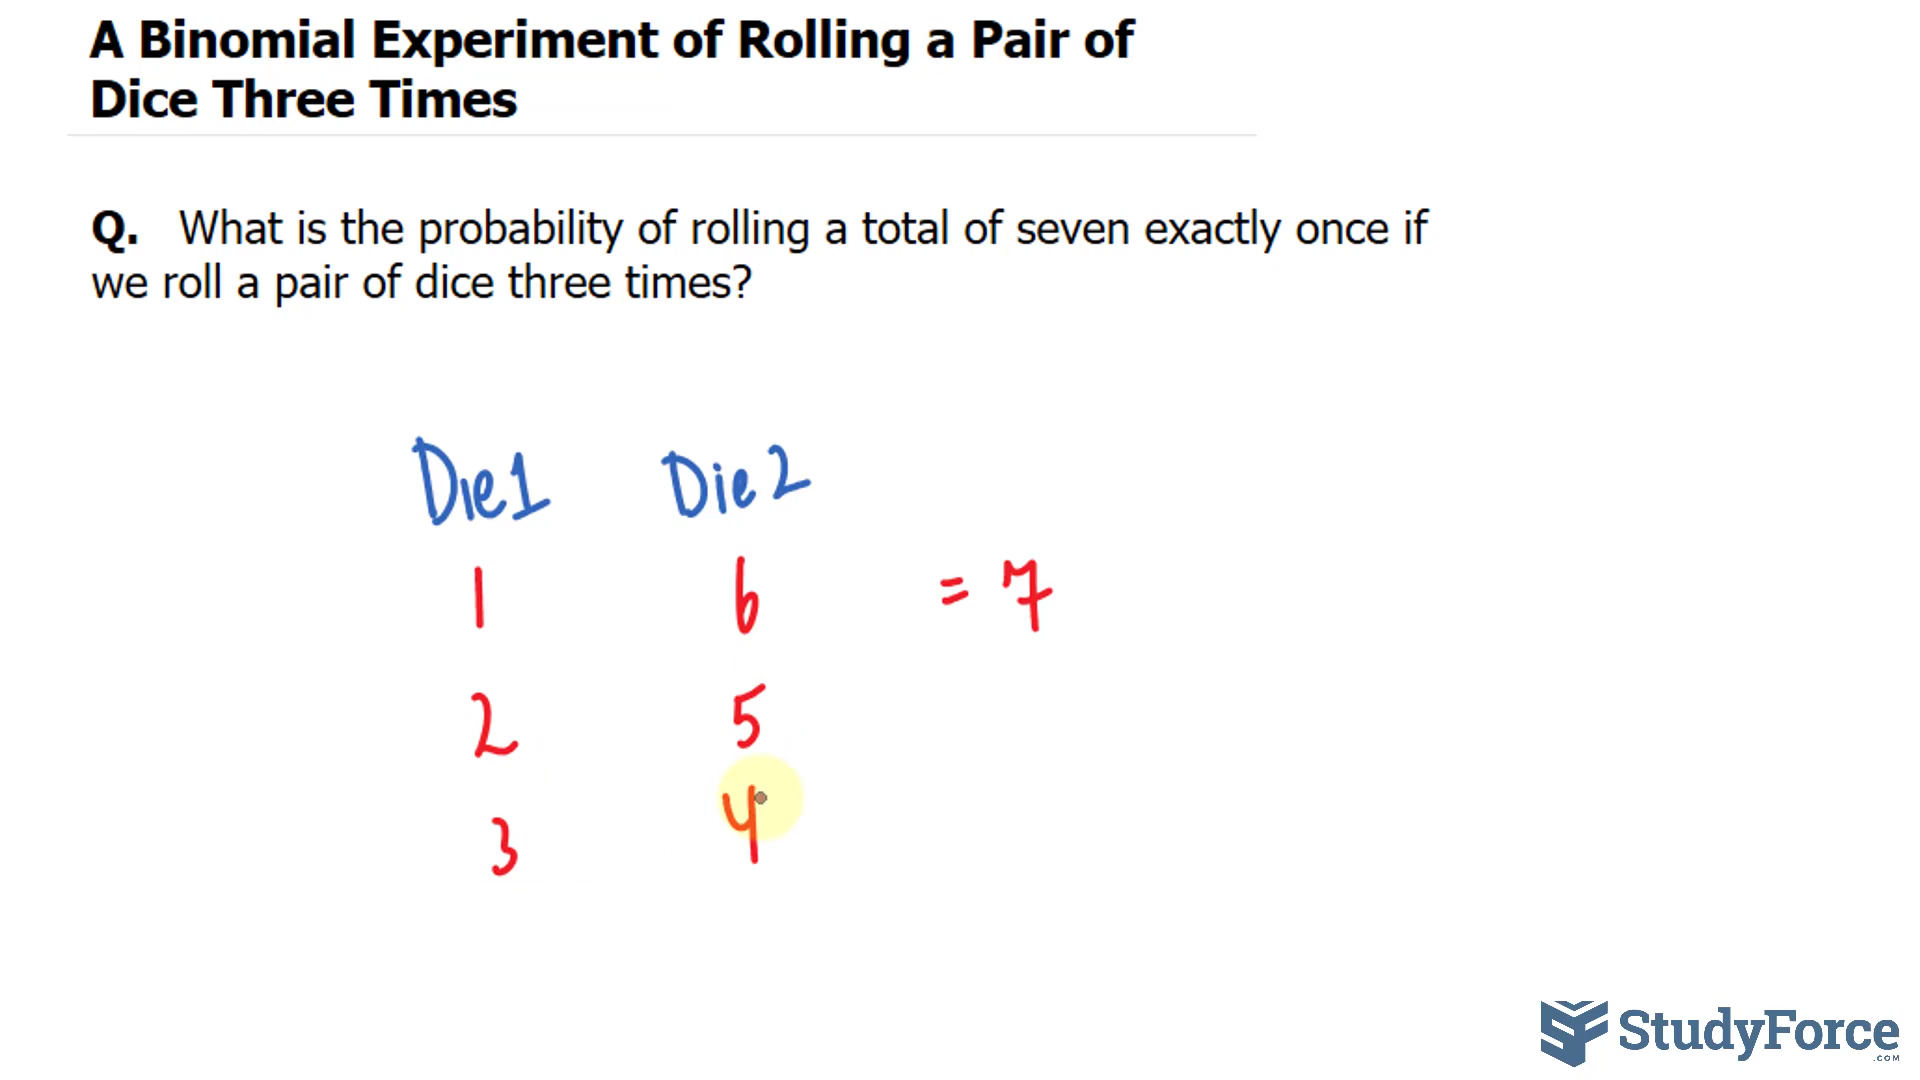 A Binomial Experiment of Rolling a Pair of
Dice Three Times
Q. What is the probability of rolling a total of seven exactly once if
we roll a pair of dice three times?
Die 1 Die 2
1 6 = 7
2 5
3 4
StudyForce
.COM